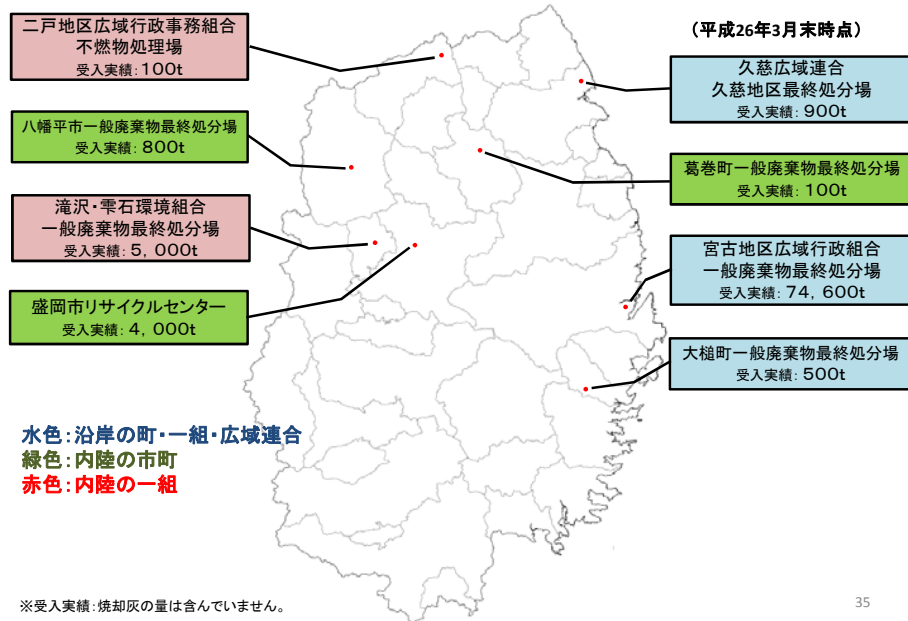 二戸地区広域行政事務組合
不燃物処理場
受入実績:100t
八幡平市一般廃棄物最終処分場
受入実績:800t
滝沢・雫石環境組合
一般廃棄物最終処分場
受入実績:5,000t
盛岡市リサイクルセンター
受入実績:4,000t
(平成26年3月末時点)
久慈広域連合
久慈地区最終処分場
受入実績:900t
葛巻町一般廃棄物最終処分場
受入実績:100t
宮古地区広域行政組合
一般廃棄物最終処分場
受入実績:74,600t
大槌町一般廃棄物最終処分場
受入実績:500t
水色:沿岸の町・一組・広域連合
緑色:内陸の市町
赤色:内陸の一組
※受入実績:焼却灰の量は含んでいません。
35